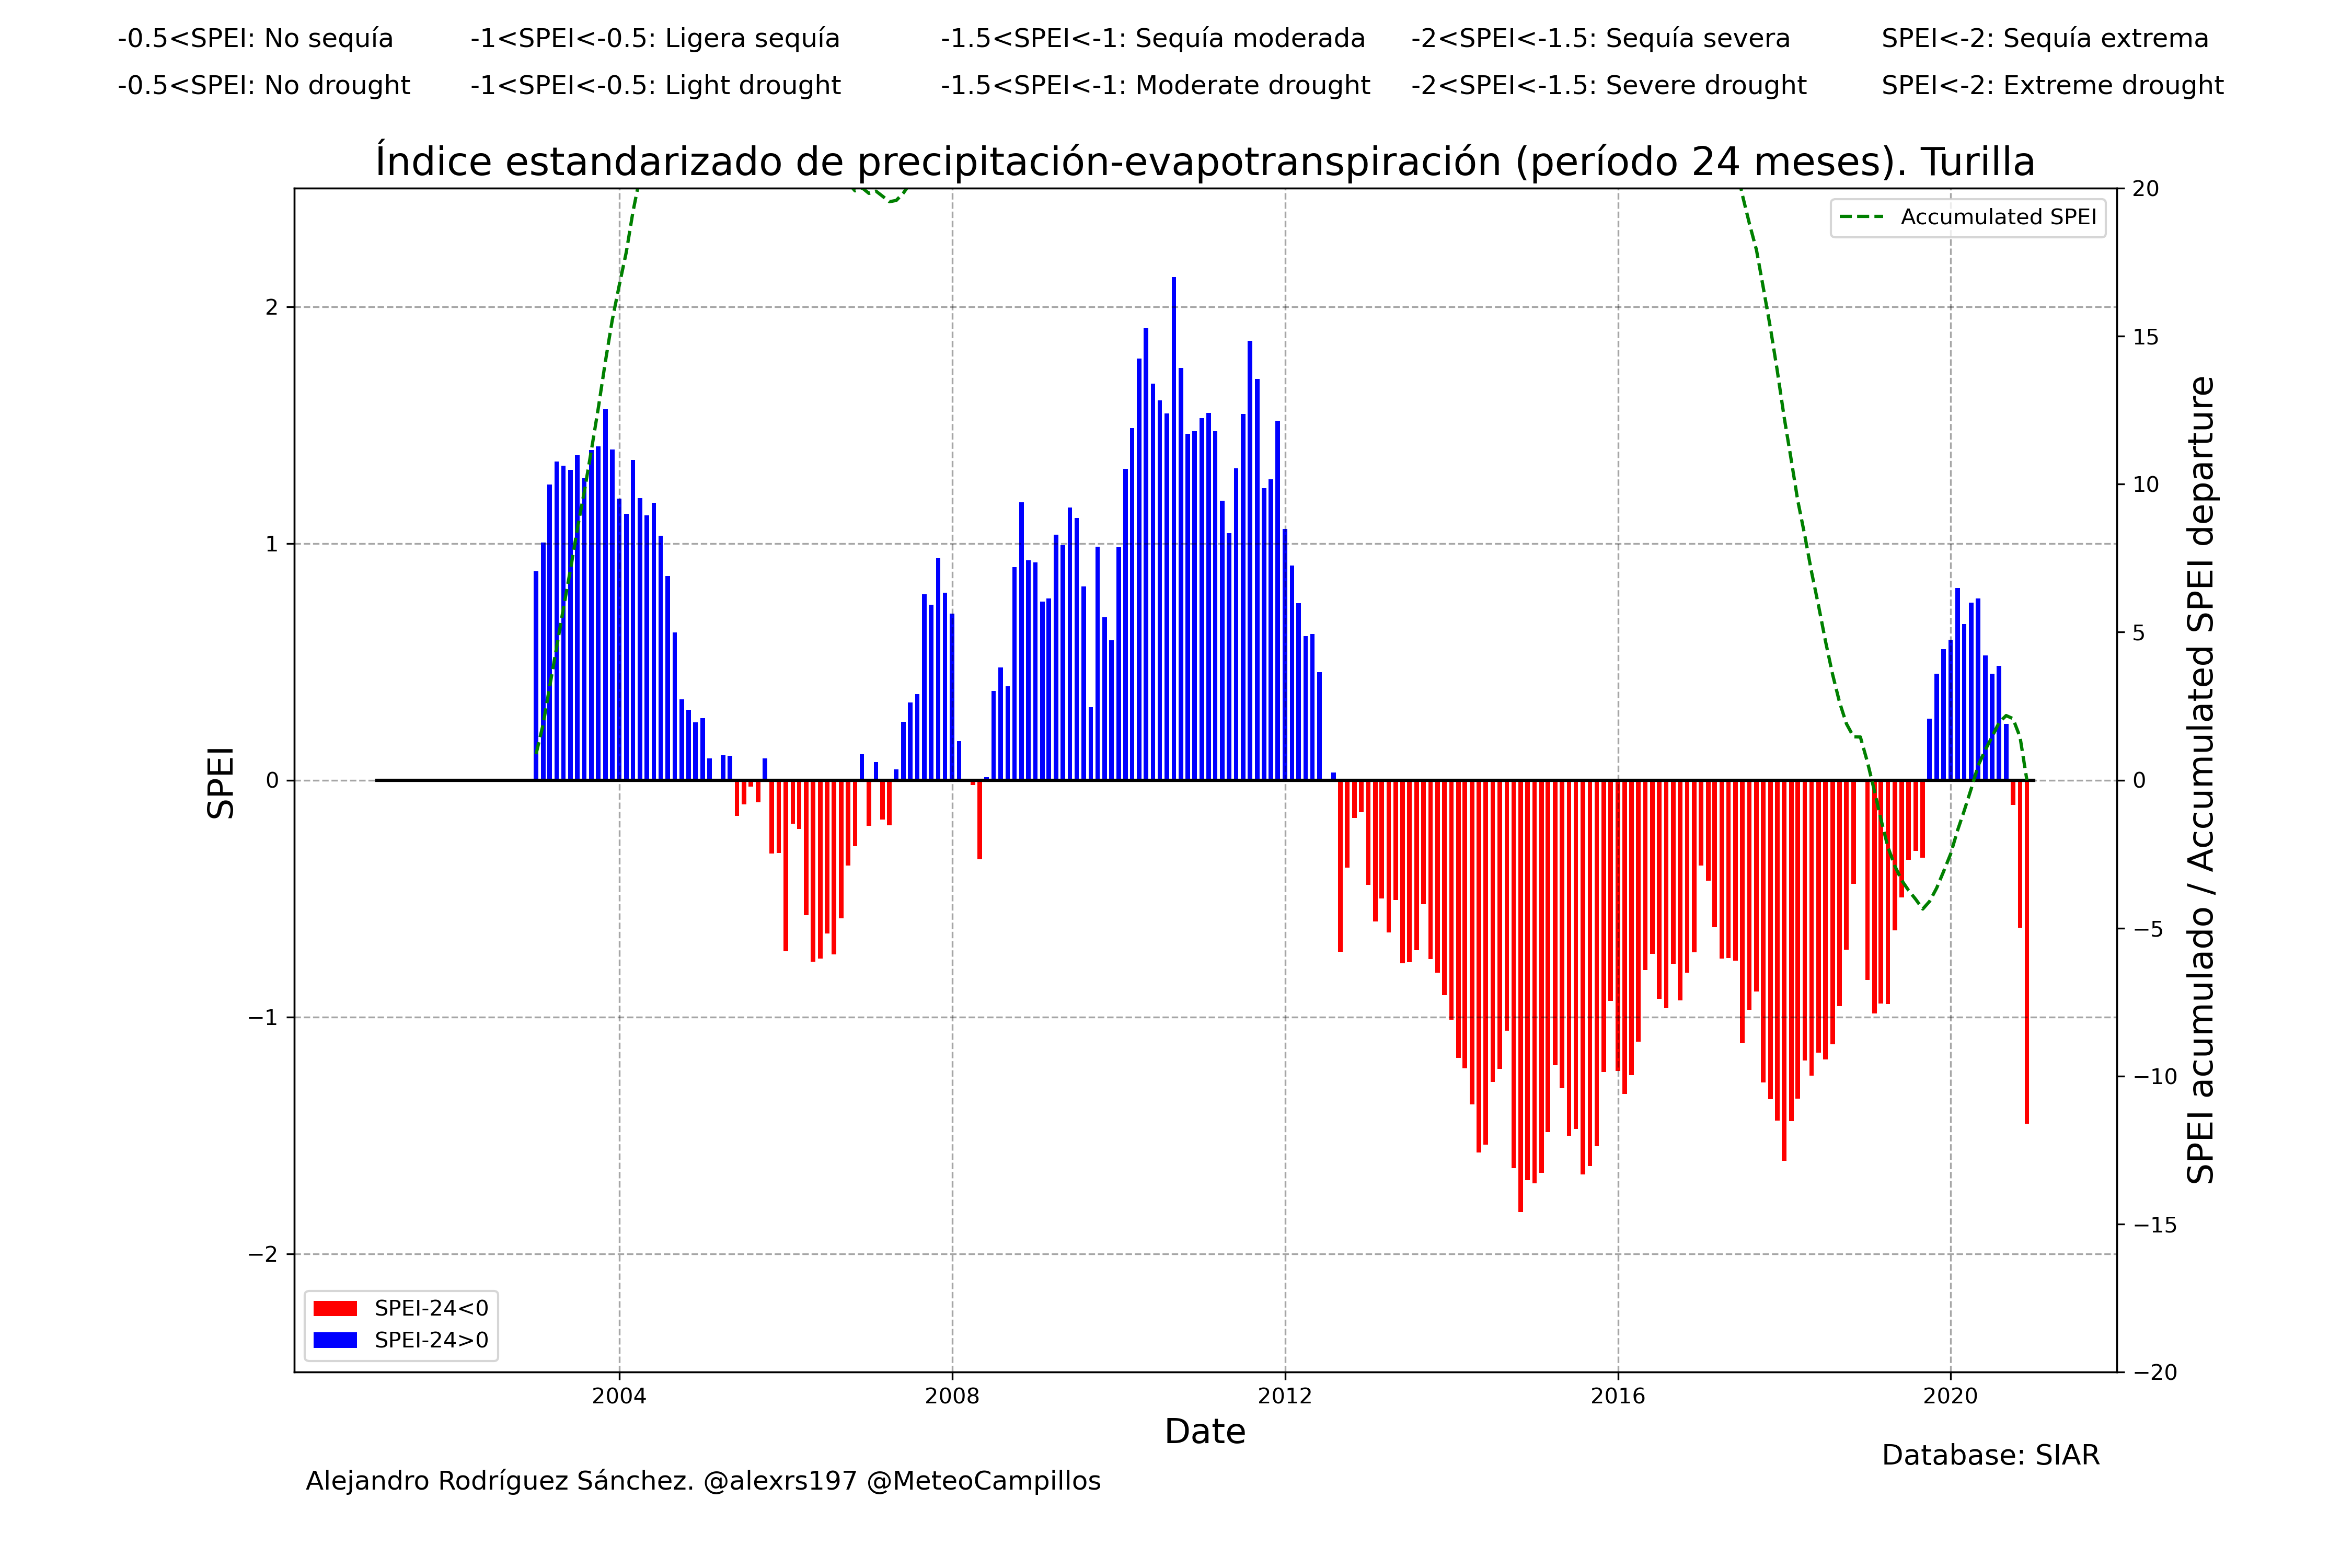 -0.5<SPEI: No sequía -1<SPEI<-0.5: Ligera sequía -1.5<SPEI<-1: Sequía moderada -2<SPEI<-1.5: Sequía severa SPEI<-2: Sequía extrema
-0.5<SPEI: No drought -1<SPEI<-0.5: Light drought -1.5<SPEI<-1: Moderate drought -2<SPEI<-1.5: Severe drought SPEI<-2: Extreme drought
Índice estandarizado de precipitación-evapotranspiración (período 24 meses). Turilla
Accumulated SPEI
SPEI
2
1
0
−1
−2
20
15
10
5
0
−5
−10
−15
−20
SPEI acumulado / Accumulated SPEI departure
SPEI-24<0
SPEI-24>0
2004 2008 2012 2016 2020
Date
Database: SIAR
Alejandro Rodríguez Sánchez. @alexrs197 @MeteoCampillos